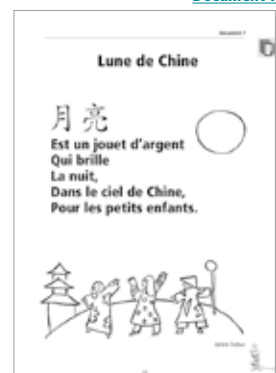 Lune de Chine
月亮
Est un jouet d'argent
Qui brille
La nuit,
Dans le ciel de Chine,
Pour les petits enfants.